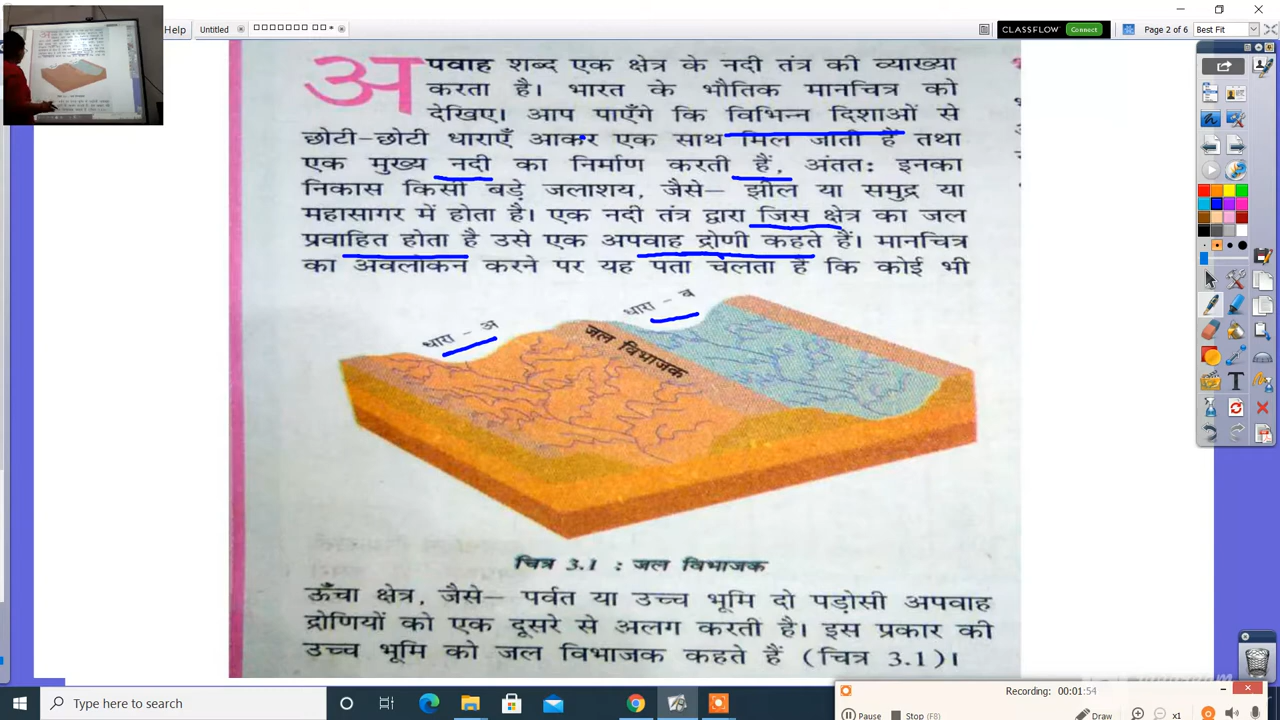 Help
Untitled
CLASSFLOW Connect
Page 2 of 6
Best Fit
अपवाह शब्द एक क्षेत्र के नदी तंत्र की व्याख्या
करता है। भारत के भौतिक मानचित्र को
देखिए। आप पाएँगे कि विभिन्न दिशाओं से
छोटी-छोटी धाराएँ आकर एक साथ मिल जाती हैं तथा
एक मुख्य नदी का निर्माण करती हैं, अंततः इनका
निकास किसी बड़े जलाशय, जैसे– झील या समुद्र या
महासागर में होता है। एक नदी तंत्र द्वारा जिस क्षेत्र का जल
प्रवाहित होता है उसे एक अपवाह द्रोणी कहते हैं। मानचित्र
का अवलोकन करने पर यह पता चलता है कि कोई भी
धारा - अ
धारा - ब
जल विभाजक
चित्र 3.1 : जल विभाजक
ऊँचा क्षेत्र, जैसे– पर्वत या उच्च भूमि दो पड़ोसी अपवाह
द्रोणियों को एक दूसरे से अलग करती है। इस प्रकार की
उच्च भूमि को जल विभाजक कहते हैं (चित्र 3.1)।
x1
Recording: 00:01:54
Pause
Stop (F8)
Draw
Type here to search